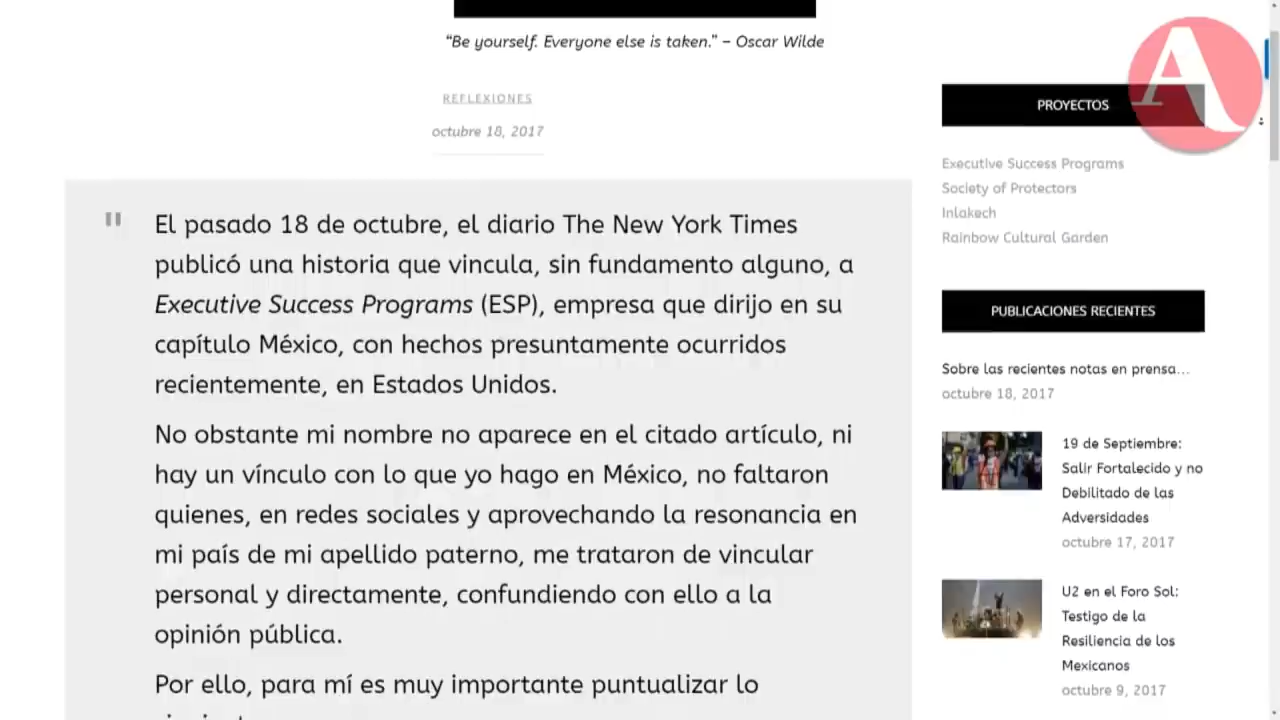 “Be yourself. Everyone else is taken.” – Oscar Wilde
REFLEXIONES
octubre 18, 2017
" El pasado 18 de octubre, el diario The New York Times
publicó una historia que vincula, sin fundamento alguno, a
Executive Success Programs (ESP), empresa que dirijo en su
capítulo México, con hechos presuntamente ocurridos
recientemente, en Estados Unidos.
No obstante mi nombre no aparece en el citado artículo, ni
hay un vínculo con lo que yo hago en México, no faltaron
quienes, en redes sociales y aprovechando la resonancia en
mi país de mi apellido paterno, me trataron de vincular
personal y directamente, confundiendo con ello a la
opinión pública.
Por ello, para mí es muy importante puntualizar lo
A
PROYECTOS
Executive Success Programs
Society of Protectors
Inlakech
Rainbow Cultural Garden
PUBLICACIONES RECIENTES
Sobre las recientes notas en prensa...
octubre 18, 2017
19 de Septiembre:
Salir Fortalecido y no
Debilitado de las
Adversidades
octubre 17, 2017
U2 en el Foro Sol:
Testigo de la
Resiliencia de los
Mexicanos
octubre 9, 2017